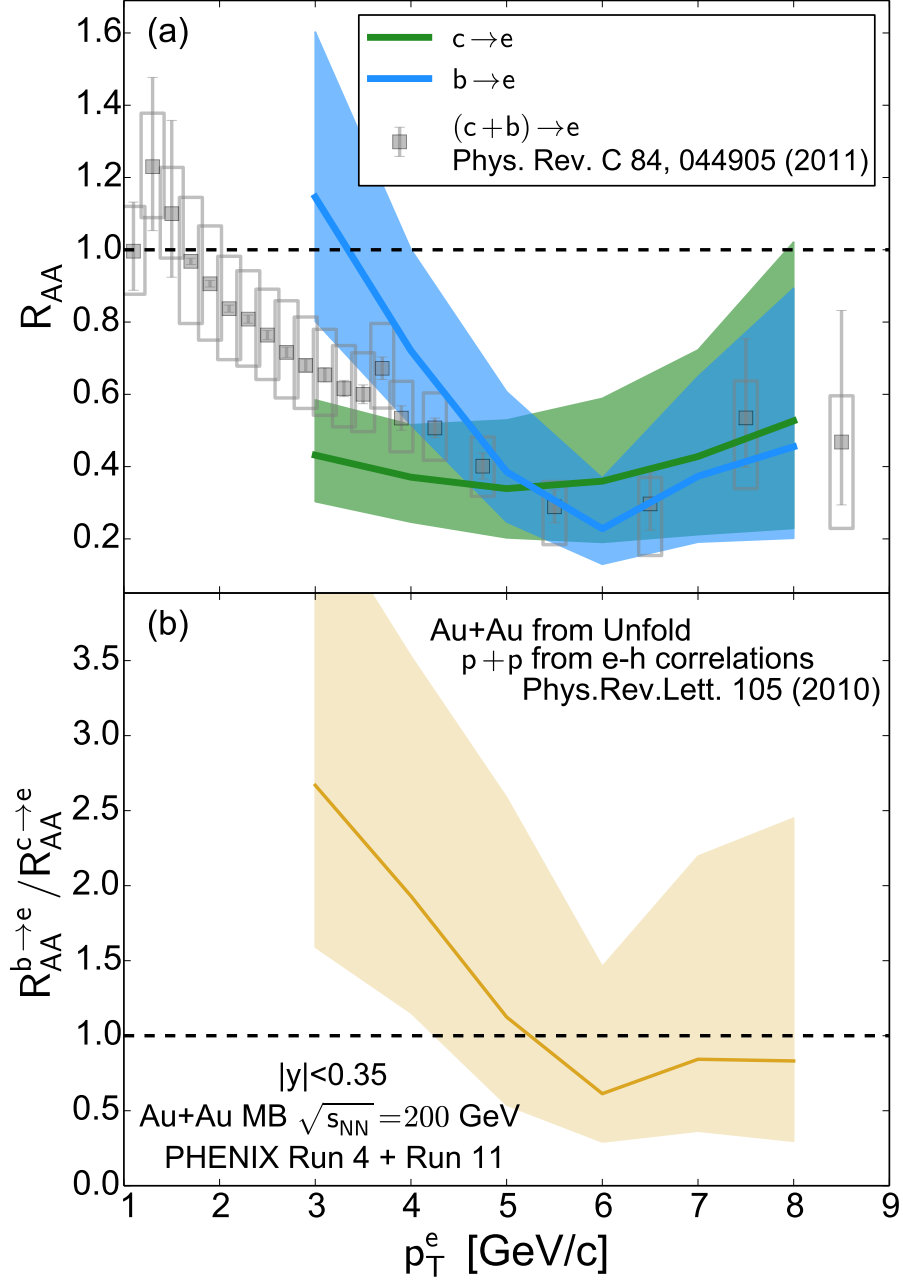 (a)
c→e
b→e
(c+b)→e
Phys. Rev. C 84, 044905 (2011)
1.6
1.4
1.2
1.0
0.8
0.6
0.4
0.2
R_AA
(b)
Au+Au from Unfold
p+p from e-h correlations
Phys.Rev.Lett. 105 (2010)
3.5
3.0
2.5
2.0
1.5
1.0
0.5
0.0
R_AA^{b→e}/R_AA^{c→e}
|y|<0.35
Au+Au MB √s_NN=200 GeV
PHENIX Run 4 + Run 11
1 2 3 4 5 6 7 8 9
p_T^e [GeV/c]